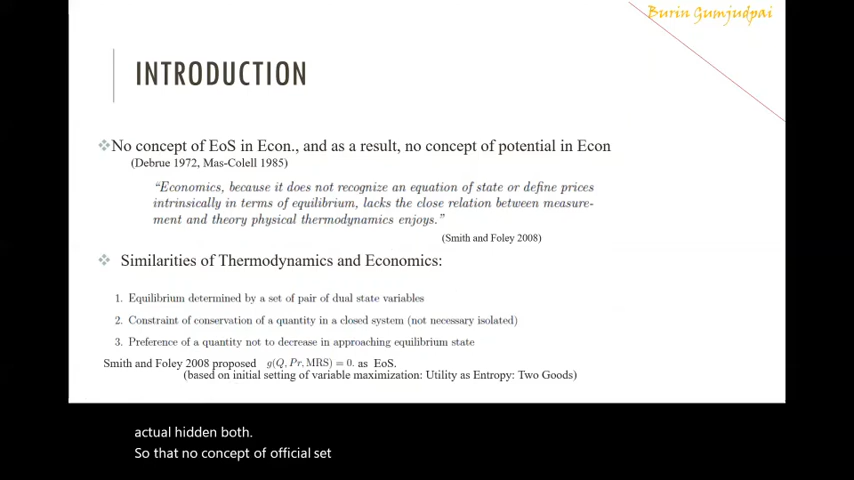 Burin Gumjudpai
INTRODUCTION
❖No concept of EoS in Econ., and as a result, no concept of potential in Econ
(Debrue 1972, Mas-Colell 1985)
“Economics, because it does not recognize an equation of state or define prices
intrinsically in terms of equilibrium, lacks the close relation between measure-
ment and theory physical thermodynamics enjoys.”
(Smith and Foley 2008)
❖ Similarities of Thermodynamics and Economics:
1. Equilibrium determined by a set of pair of dual state variables
2. Constraint of conservation of a quantity in a closed system (not necessary isolated)
3. Preference of a quantity not to decrease in approaching equilibrium state
Smith and Foley 2008 proposed g(Q, Pr, MRS) = 0. as EoS.
(based on initial setting of variable maximization: Utility as Entropy: Two Goods)
actual hidden both.
So that no concept of official set